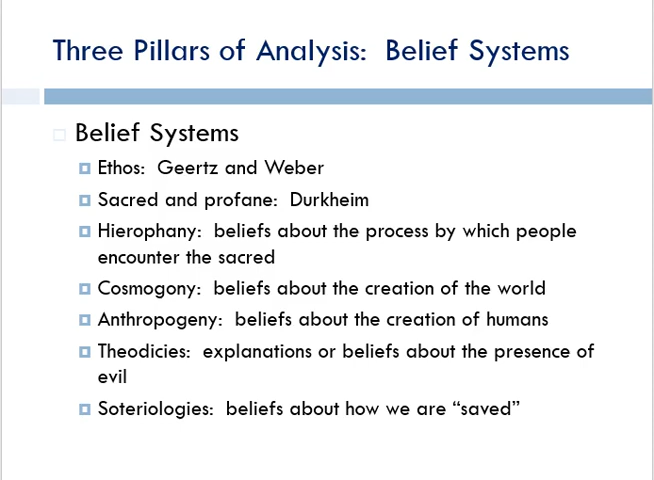 Three Pillars of Analysis:  Belief Systems
Belief Systems
Ethos:  Geertz and Weber
Sacred and profane:  Durkheim
Hierophany:  beliefs about the process by which people
encounter the sacred
Cosmogony:  beliefs about the creation of the world
Anthropogeny:  beliefs about the creation of humans
Theodicies:  explanations or beliefs about the presence of
evil
Soteriologies:  beliefs about how we are “saved”